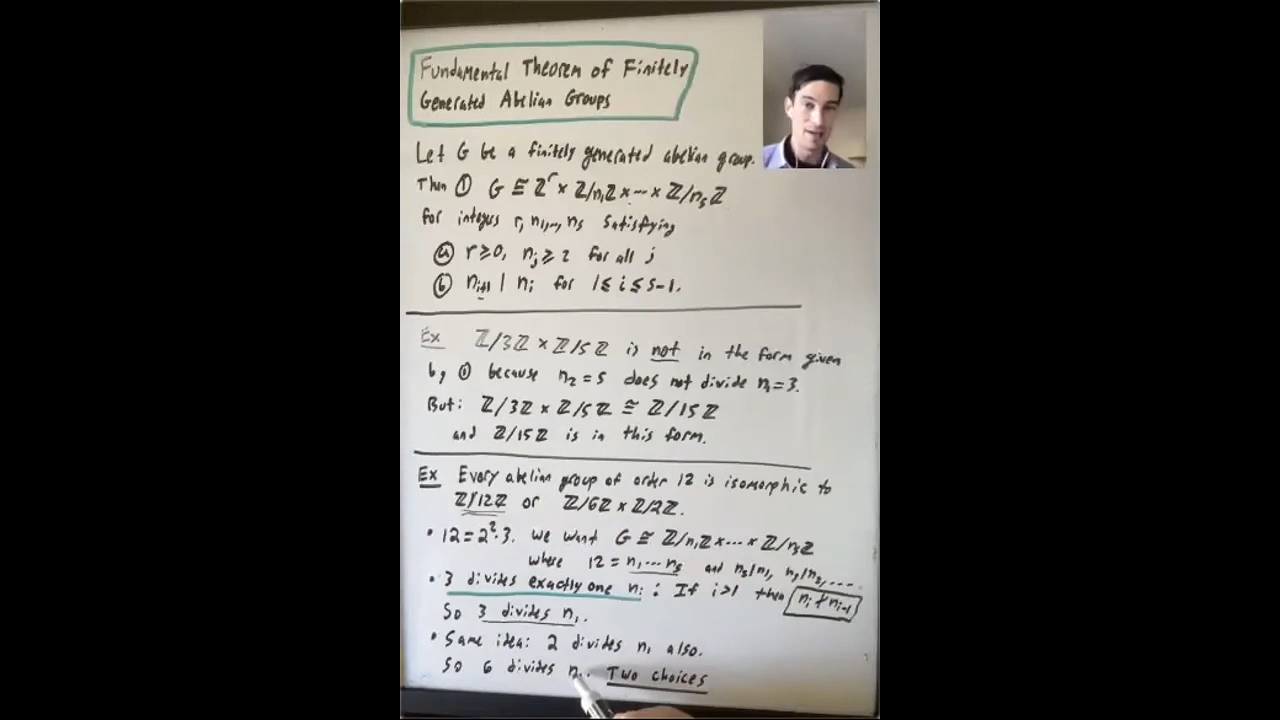 Fundamental Theorem of Finitely
Generated Abelian Groups
Let G be a finitely generated abelian group.
Then ① G ≅ ℤ^r × ℤ/n₁ℤ × ⋯ × ℤ/nₛℤ
for integers r, n₁, ..., nₛ satisfying
ⓐ r ≥ 0, nⱼ ≥ 2 for all j
ⓑ nᵢ₊₁ | nᵢ for 1 ≤ i ≤ s-1.
Ex ℤ/3ℤ × ℤ/5ℤ is not in the form given
by ① because n₂ = 5 does not divide n₁ = 3.
But: ℤ/3ℤ × ℤ/5ℤ ≅ ℤ/15ℤ
and ℤ/15ℤ is in this form.
Ex Every abelian group of order 12 is isomorphic to
ℤ/12ℤ or ℤ/6ℤ × ℤ/2ℤ.
• 12 = 2²·3. We want G ≅ ℤ/n₁ℤ × ⋯ × ℤ/nₛℤ
where 12 = n₁ ⋯ nₛ and n₂|n₁, n₃|n₂, ....
• 3 divides exactly one nᵢ: If i>1 then nᵢ ∤ nᵢ₋₁
So 3 divides n₁.
• Same idea: 2 divides n₁ also.
So 6 divides n₁. Two choices